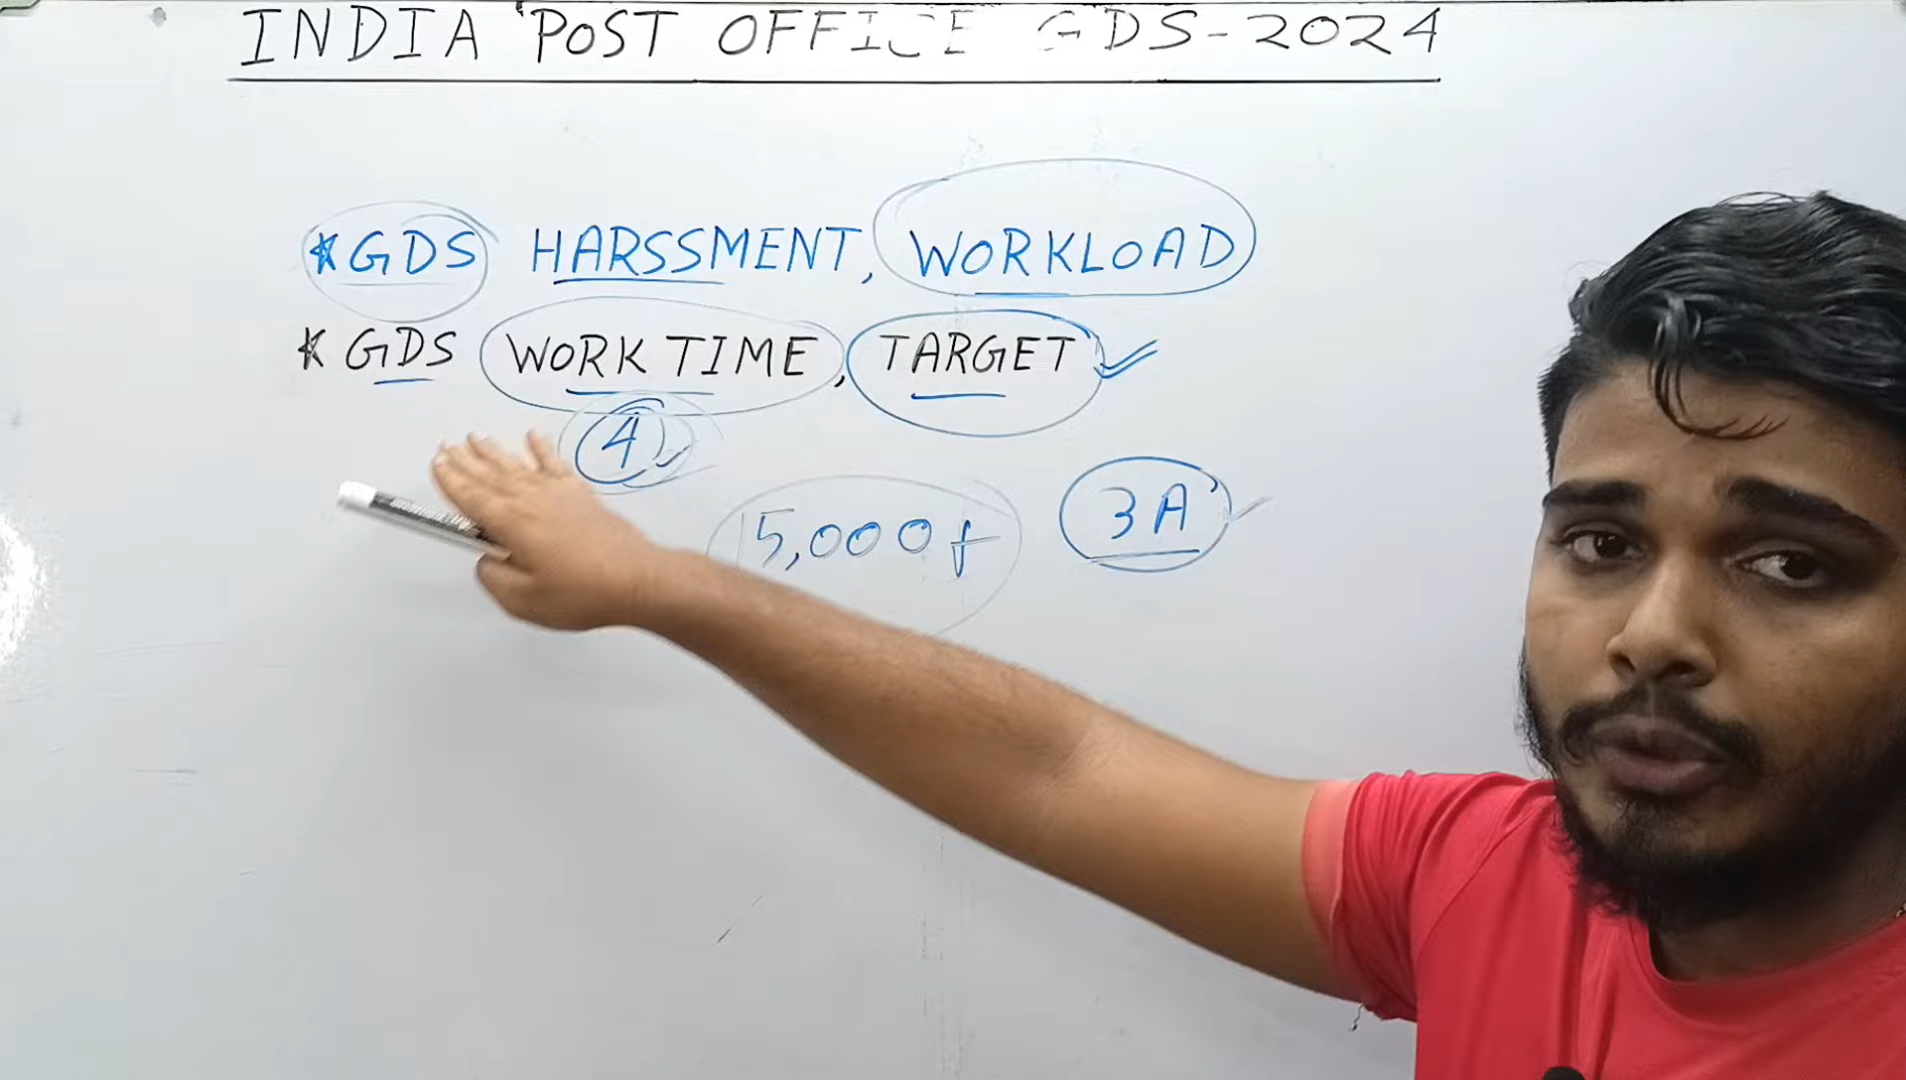 INDIA POST OFFICE GDS-2024
* GDS HARSSMENT, WORKLOAD
* GDS WORK TIME, TARGET
4
5,000+
3A